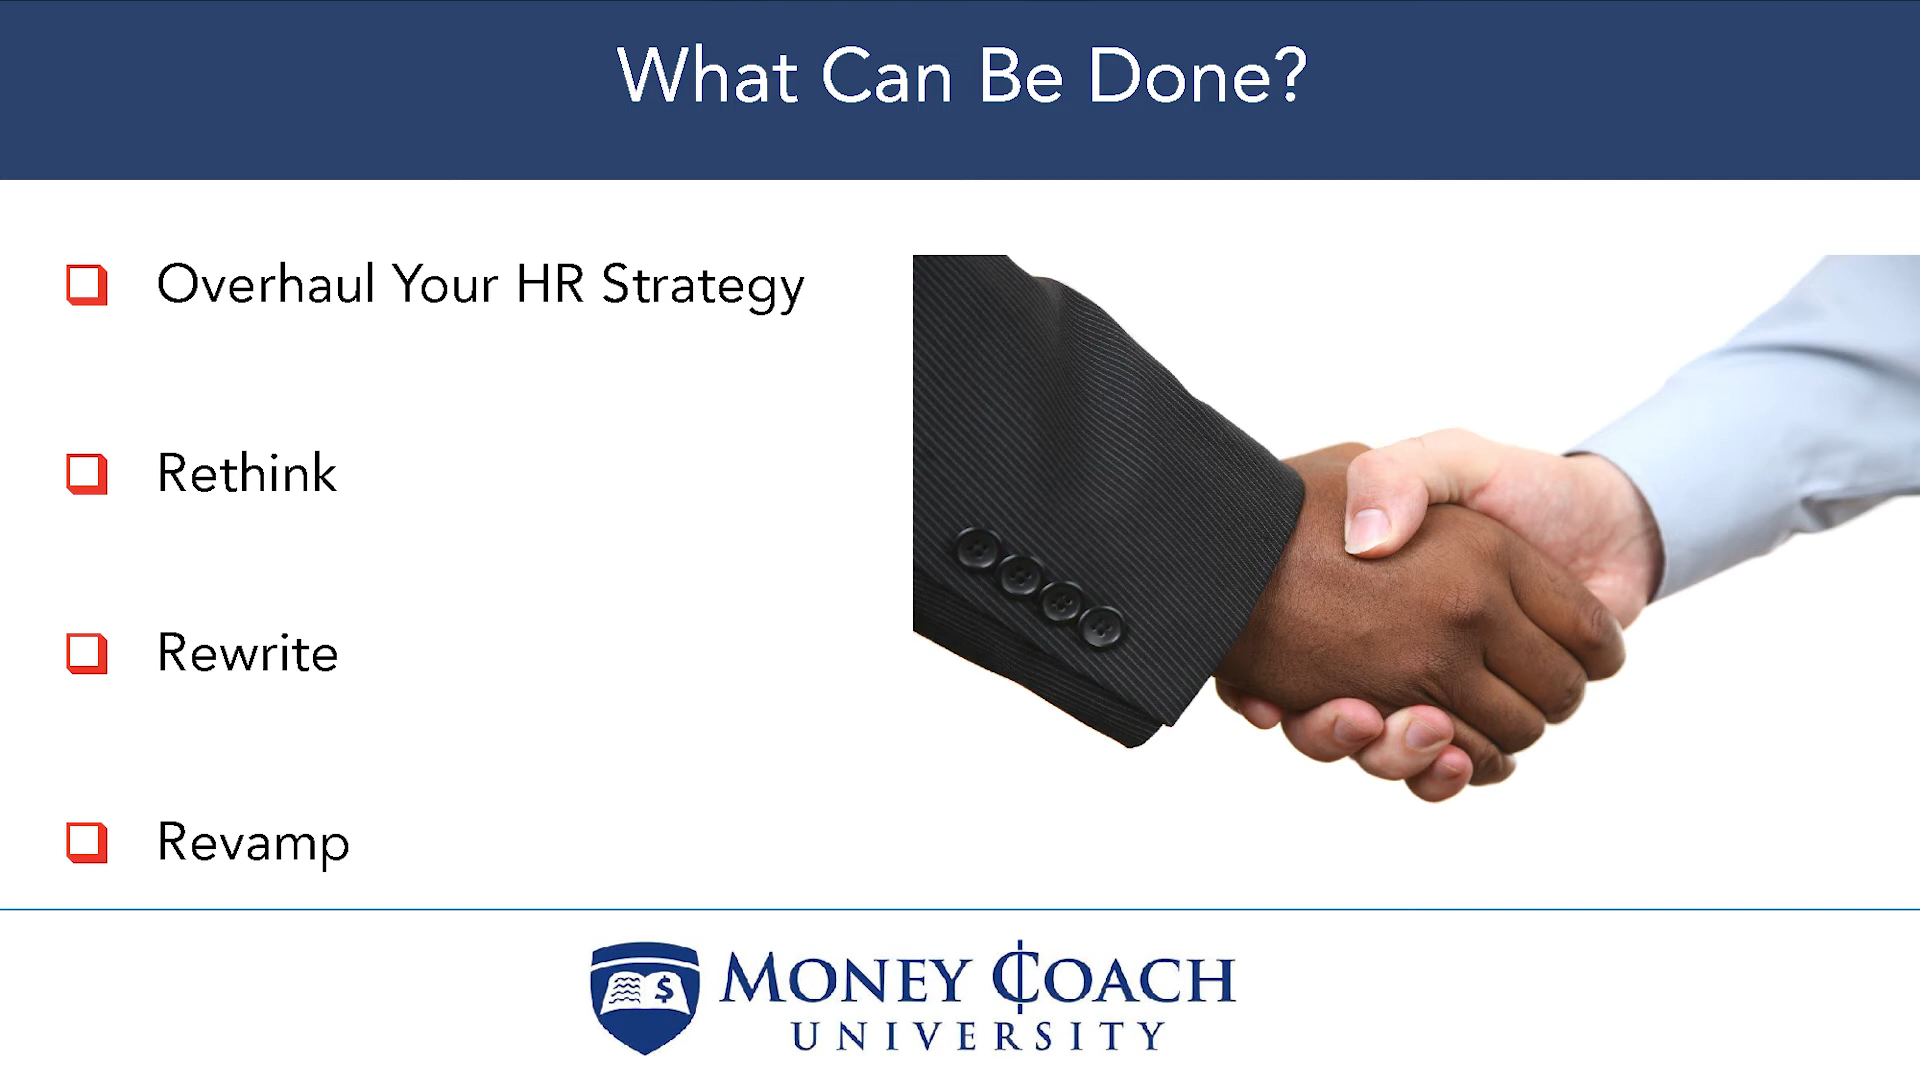 What Can Be Done?
Overhaul Your HR Strategy
Rethink
Rewrite
Revamp
$
MONEY COACH
UNIVERSITY